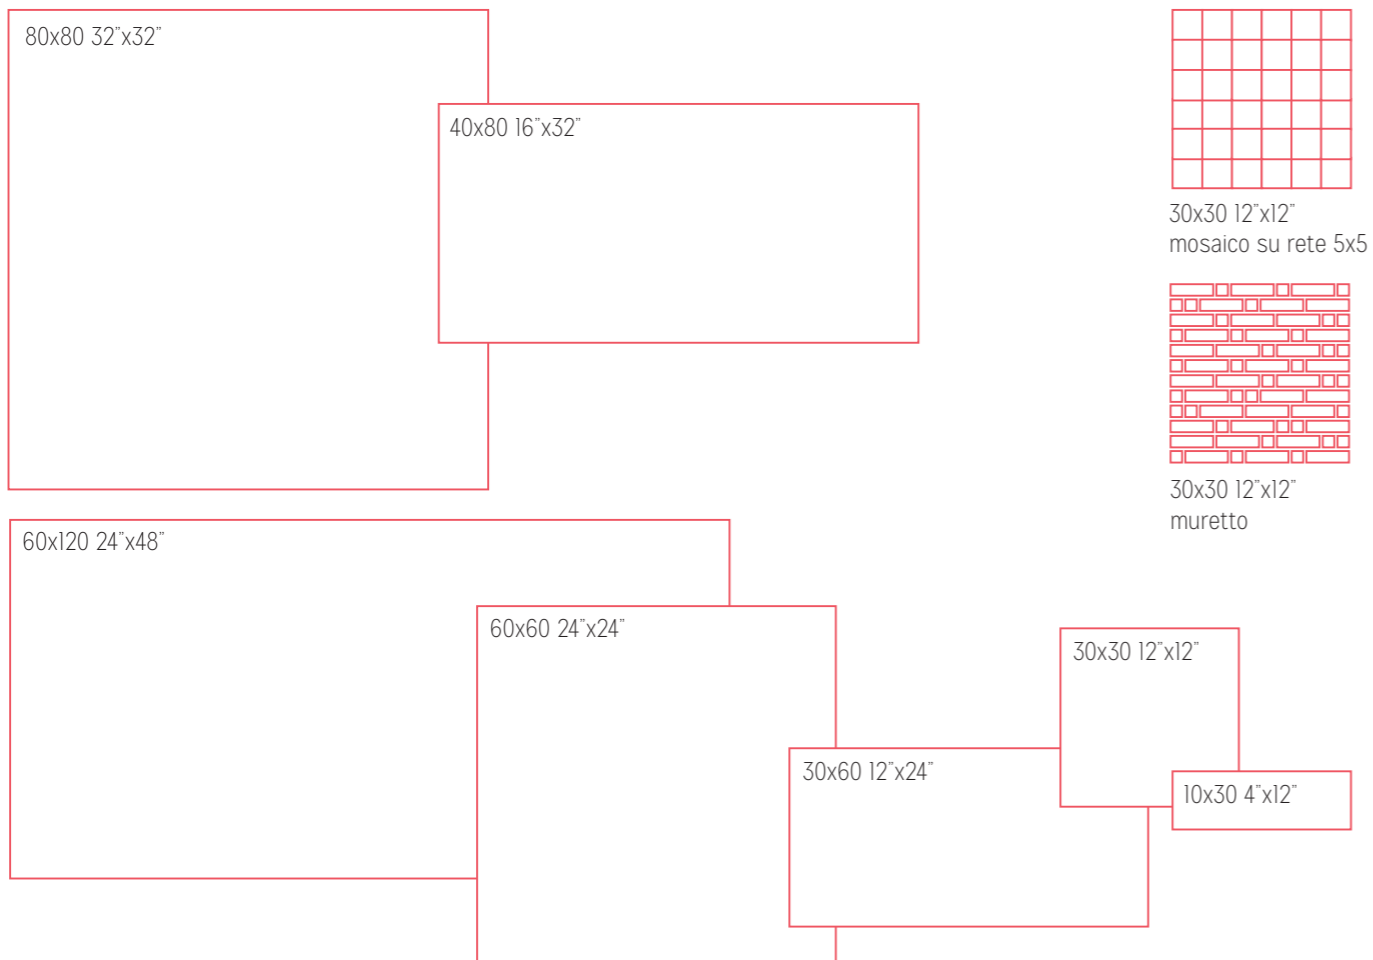 80x80 32"x32"
40x80 16"x32"
30x30 12"x12"
mosaico su rete 5x5
30x30 12"x12"
muretto
60x120 24"x48"
60x60 24"x24"
30x30 12"x12"
30x60 12"x24"
10x30 4"x12"